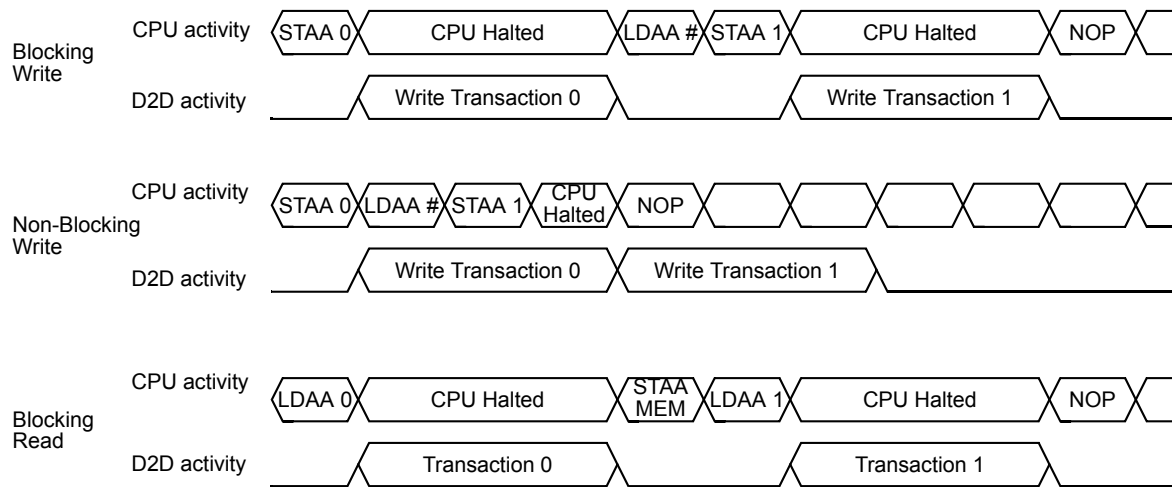 CPU activity STAA 0 CPU Halted LDAA # STAA 1 CPU Halted NOP
Blocking
Write
D2D activity Write Transaction 0 Write Transaction 1
CPU activity STAA 0 LDAA # STAA 1 CPU
Halted NOP
Non-Blocking
Write
D2D activity Write Transaction 0 Write Transaction 1
CPU activity LDAA 0 CPU Halted STAA
MEM LDAA 1 CPU Halted NOP
Blocking
Read
D2D activity Transaction 0 Transaction 1